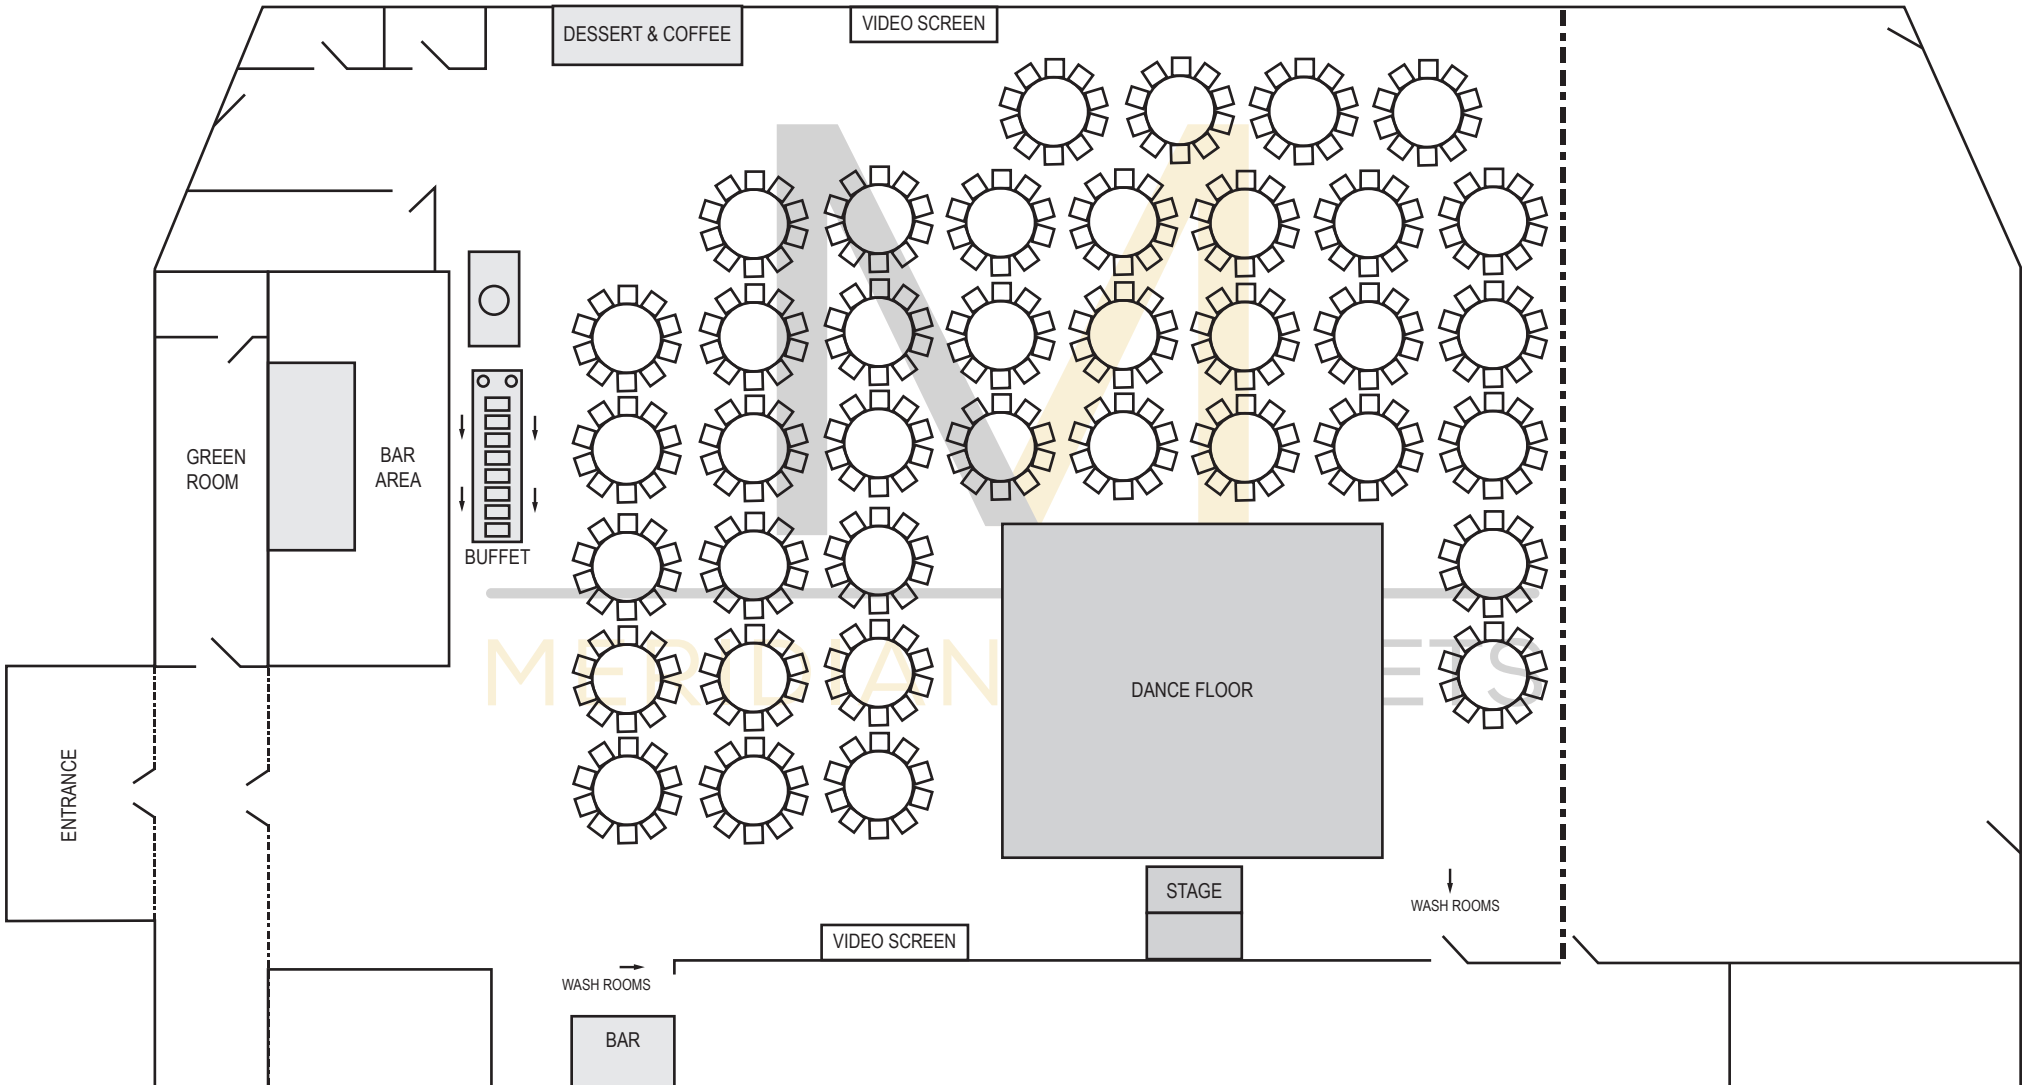 DESSERT & COFFEE
VIDEO SCREEN
GREEN
ROOM
BAR
AREA
BUFFET
MERIDIAN
ETS
DANCE FLOOR
ENTRANCE
STAGE
WASH ROOMS
VIDEO SCREEN
WASH ROOMS
BAR